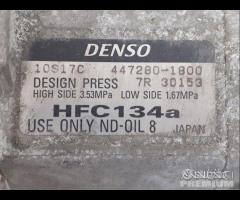 DENSO
10S17C 447280-1800
DESIGN PRESS 7R 30153
HIGH SIDE 3.53MPa LOW SIDE 1.67MPa
HFC134a
USE ONLY ND-OIL 8 JAPAN
PREMIUM